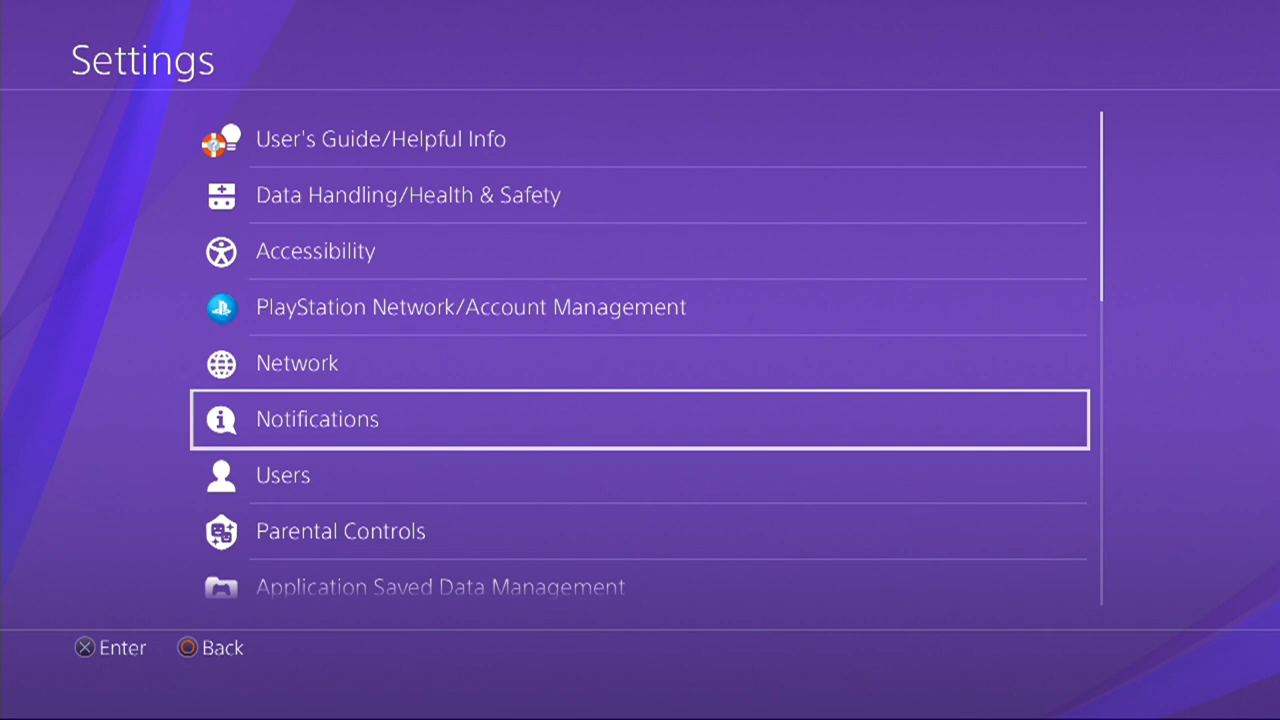 Settings
User's Guide/Helpful Info
Data Handling/Health & Safety
Accessibility
PlayStation Network/Account Management
Network
Notifications
Users
Parental Controls
Application Saved Data Management
Enter Back